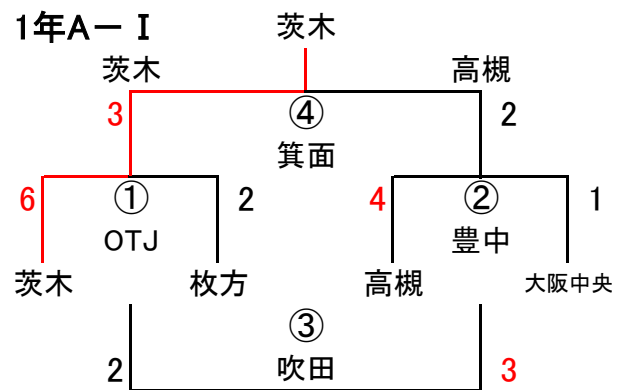 1年A－Ⅰ
茨木
茨木 高槻
3 ④ 2
箕面
6 ① 2 4 ② 1
OTJ 豊中
茨木 枚方 高槻 大阪中央
③
2 吹田 3